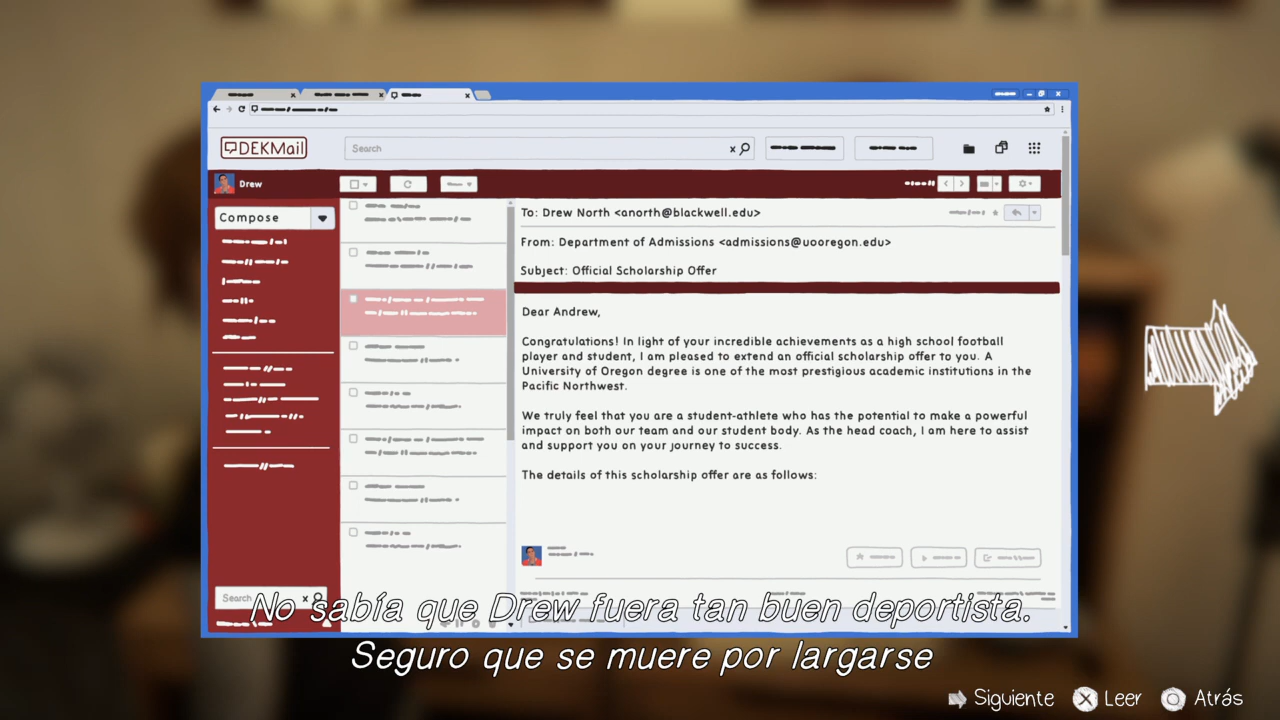 DEKMail
Search
Drew
Compose
To: Drew North <anorth@blackwell.edu>
From: Department of Admissions <admissions@uooregon.edu>
Subject: Official Scholarship Offer
Dear Andrew,
Congratulations! In light of your incredible achievements as a high school football
player and student, I am pleased to extend an official scholarship offer to you. A
University of Oregon degree is one of the most prestigious academic institutions in the
Pacific Northwest.
We truly feel that you are a student-athlete who has the potential to make a powerful
impact on both our team and our student body. As the head coach, I am here to assist
and support you on your journey to success.
The details of this scholarship offer are as follows:
Search
No sabía que Drew fuera tan buen deportista.
Seguro que se muere por largarse
Siguiente Leer Atrás